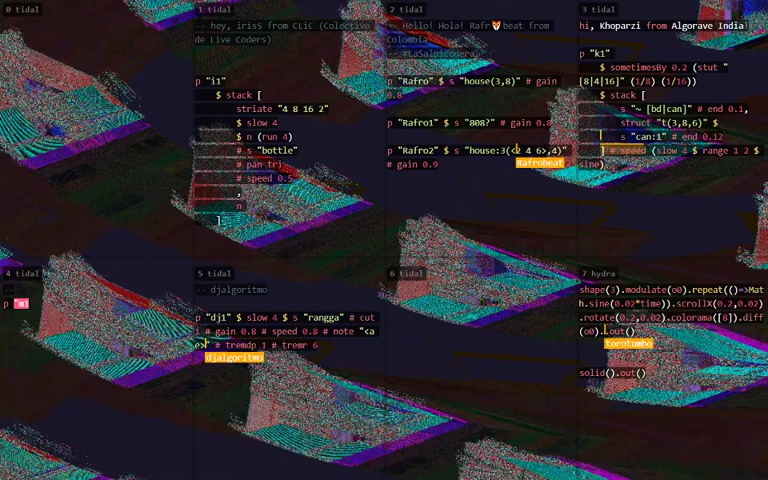 0 tidal
1 tidal
-- hey, irisS from CLiC (Colectivo
de Live Coders)
p "i1"
$ stack [
striate "4 8 16 2"
$ slow 4
$ n (run 4)
# s "bottle"
# pan tri
# speed 0.5
,
n
].
2 tidal
-- Hello! Hola! Rafr🦊beat from
Colombia
-- #LaSalpicodera
p "Rafro" $ s "house(3,8)" # gain
0.8
p "Rafro1" $ s "808?" # gain 0.8
p "Rafro2" $ s "house:3(<2 4 6>,4)"
# gain 0.9
Rafrobeat
3 tidal
hi, Khoparzi from Algorave India
p "k1"
$ sometimesBy 0.2 (stut "
[8|4|16]" (1/8) (1/16))
$ stack [
s "~ [bd|can]" # end 0.1,
struct "t(3,8,6)" $
s "can:1" # end 0.12
] # speed (slow 4 $ range 1 2 $
sine)
4 tidal
p "m1
5 tidal
-- djalgoritmo
p "dj1" $ slow 4 $ s "rangga" # cut
1 # gain 0.8 # speed 0.8 # note "<a
e>" # tremdp 1 # tremr 6
djalgoritmo
6 tidal
7 hydra
shape(3).modulate(o0).repeat(()=>Mat
h.sine(0.02*time)).scrollX(0.2,0.02)
.rotate(0.2,0.02).colorama([8]).diff
(o0).out()
torotumbo
solid().out()